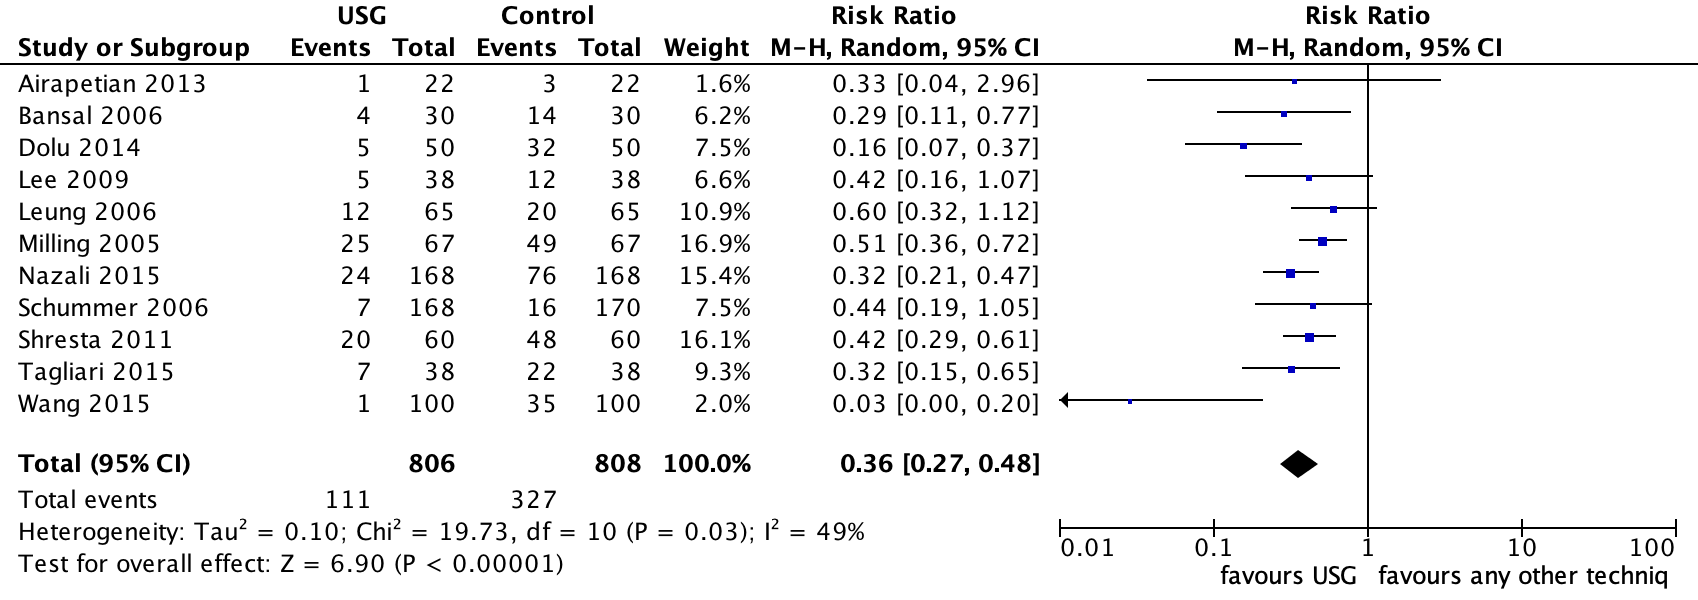 USG Control Risk Ratio Risk Ratio
Study or Subgroup Events Total Events Total Weight M-H, Random, 95% CI M-H, Random, 95% CI
Airapetian 2013 1 22 3 22 1.6% 0.33 [0.04, 2.96]
Bansal 2006 4 30 14 30 6.2% 0.29 [0.11, 0.77]
Dolu 2014 5 50 32 50 7.5% 0.16 [0.07, 0.37]
Lee 2009 5 38 12 38 6.6% 0.42 [0.16, 1.07]
Leung 2006 12 65 20 65 10.9% 0.60 [0.32, 1.12]
Milling 2005 25 67 49 67 16.9% 0.51 [0.36, 0.72]
Nazali 2015 24 168 76 168 15.4% 0.32 [0.21, 0.47]
Schummer 2006 7 168 16 170 7.5% 0.44 [0.19, 1.05]
Shresta 2011 20 60 48 60 16.1% 0.42 [0.29, 0.61]
Tagliari 2015 7 38 22 38 9.3% 0.32 [0.15, 0.65]
Wang 2015 1 100 35 100 2.0% 0.03 [0.00, 0.20]
Total (95% CI) 806 808 100.0% 0.36 [0.27, 0.48]
Total events 111 327
Heterogeneity: Tau² = 0.10; Chi² = 19.73, df = 10 (P = 0.03); I² = 49%
Test for overall effect: Z = 6.90 (P < 0.00001)
0.01 0.1 1 10 100
favours USG favours any other techniq